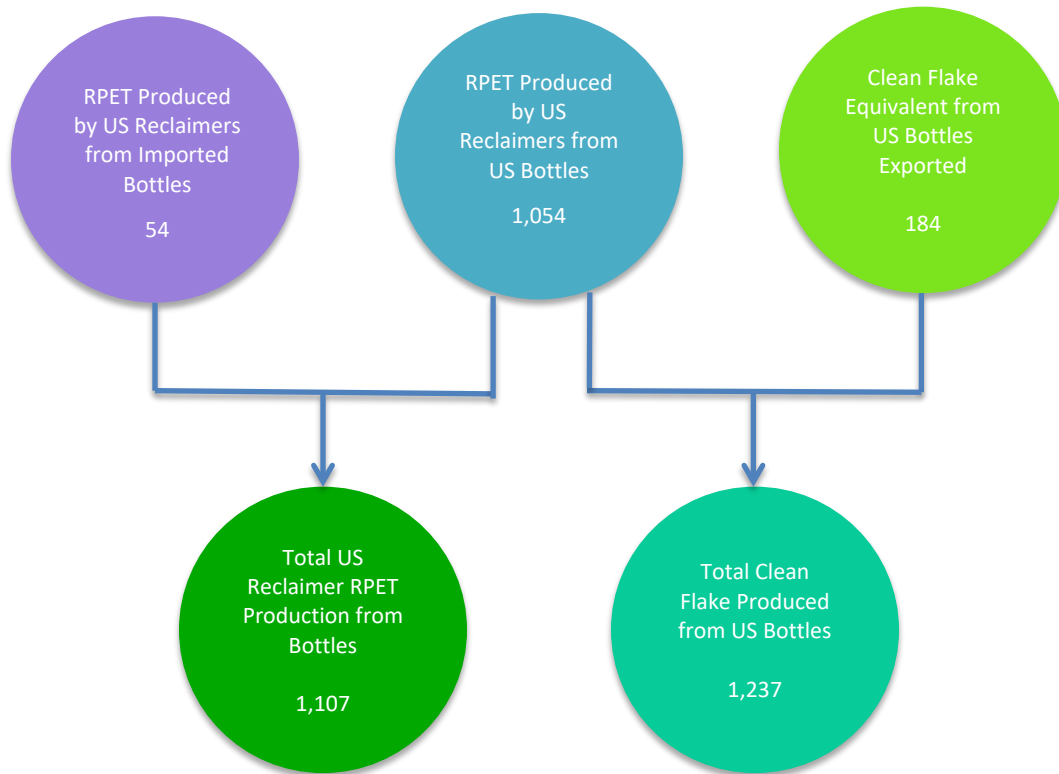 RPET Produced
by US Reclaimers
from Imported
Bottles
54
RPET Produced
by US
Reclaimers from
US Bottles
1,054
Clean Flake
Equivalent from
US Bottles
Exported
184
Total US
Reclaimer RPET
Production from
Bottles
1,107
Total Clean
Flake Produced
from US Bottles
1,237